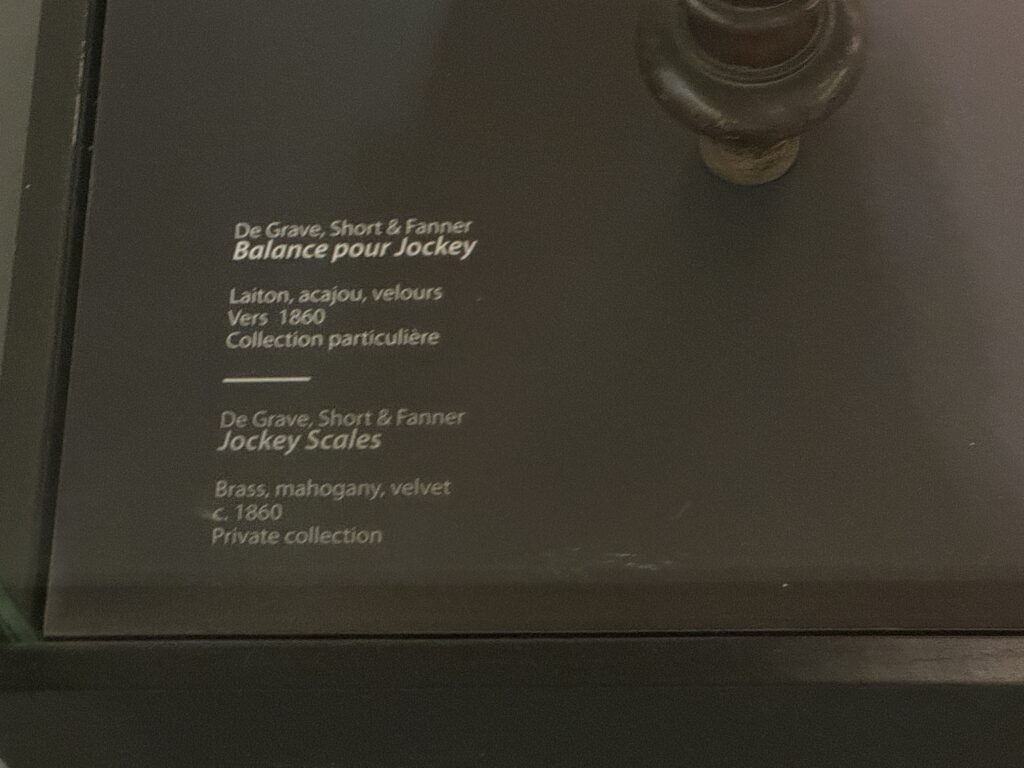 De Grave, Short & Fanner
Balance pour Jockey
Laiton, acajou, velours
Vers 1860
Collection particulière
De Grave, Short & Fanner
Jockey Scales
Brass, mahogany, velvet
c. 1860
Private collection